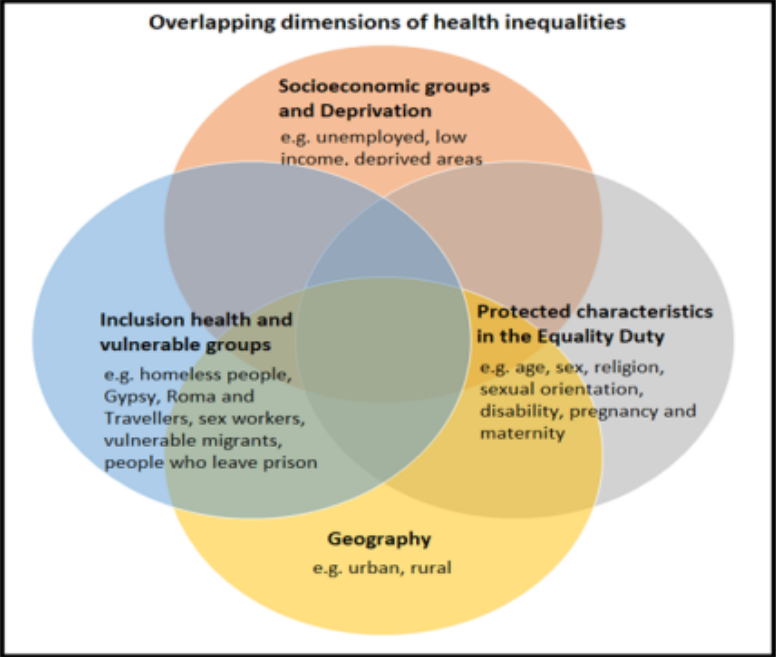 Overlapping dimensions of health inequalities
Socioeconomic groups
and Deprivation
e.g. unemployed, low
income, deprived areas
Inclusion health and
vulnerable groups
e.g. homeless people,
Gypsy, Roma and
Travellers, sex workers,
vulnerable migrants,
people who leave prison
Protected characteristics
in the Equality Duty
e.g. age, sex, religion,
sexual orientation,
disability, pregnancy and
maternity
Geography
e.g. urban, rural